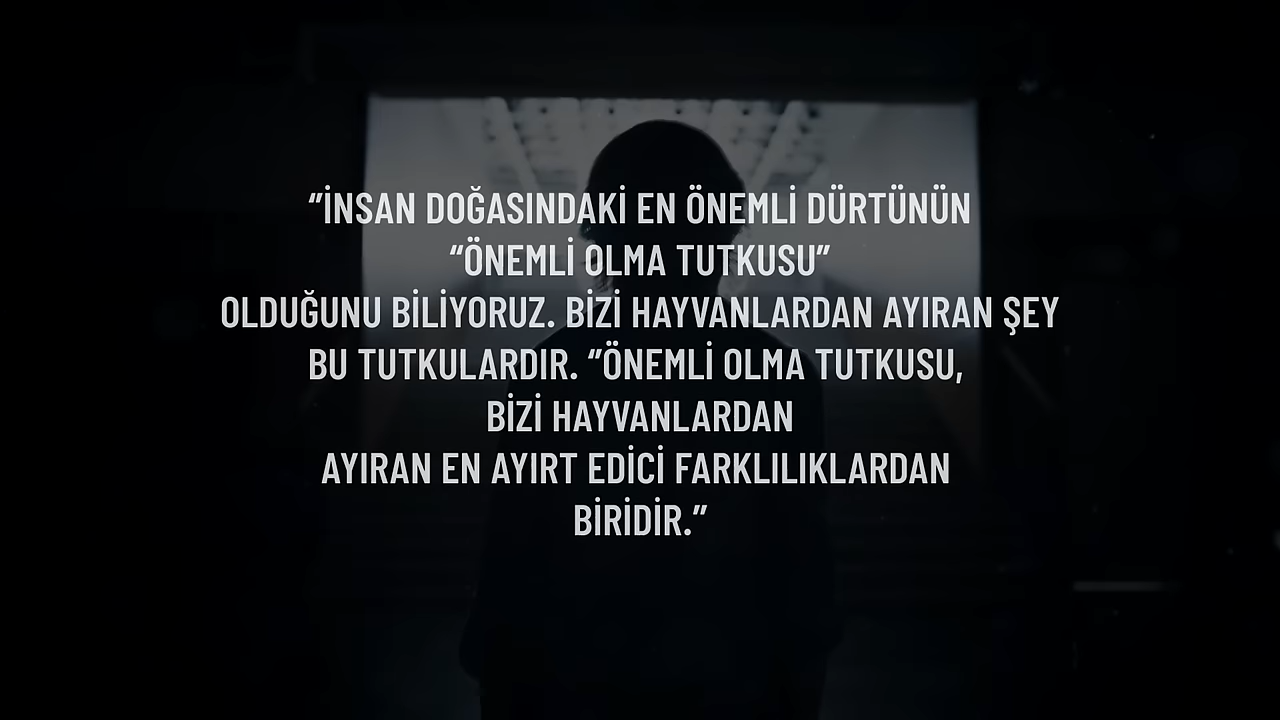 “İNSAN DOĞASINDAKİ EN ÖNEMLİ DÜRTÜNÜN
“ÖNEMLİ OLMA TUTKUSU”
OLDUĞUNU BİLİYORUZ. BİZİ HAYVANLARDAN AYIRAN ŞEY
BU TUTKULARDIR. “ÖNEMLİ OLMA TUTKUSU,
BİZİ HAYVANLARDAN
AYIRAN EN AYIRT EDİCİ FARKLILIKLARDAN
BİRİDİR.”